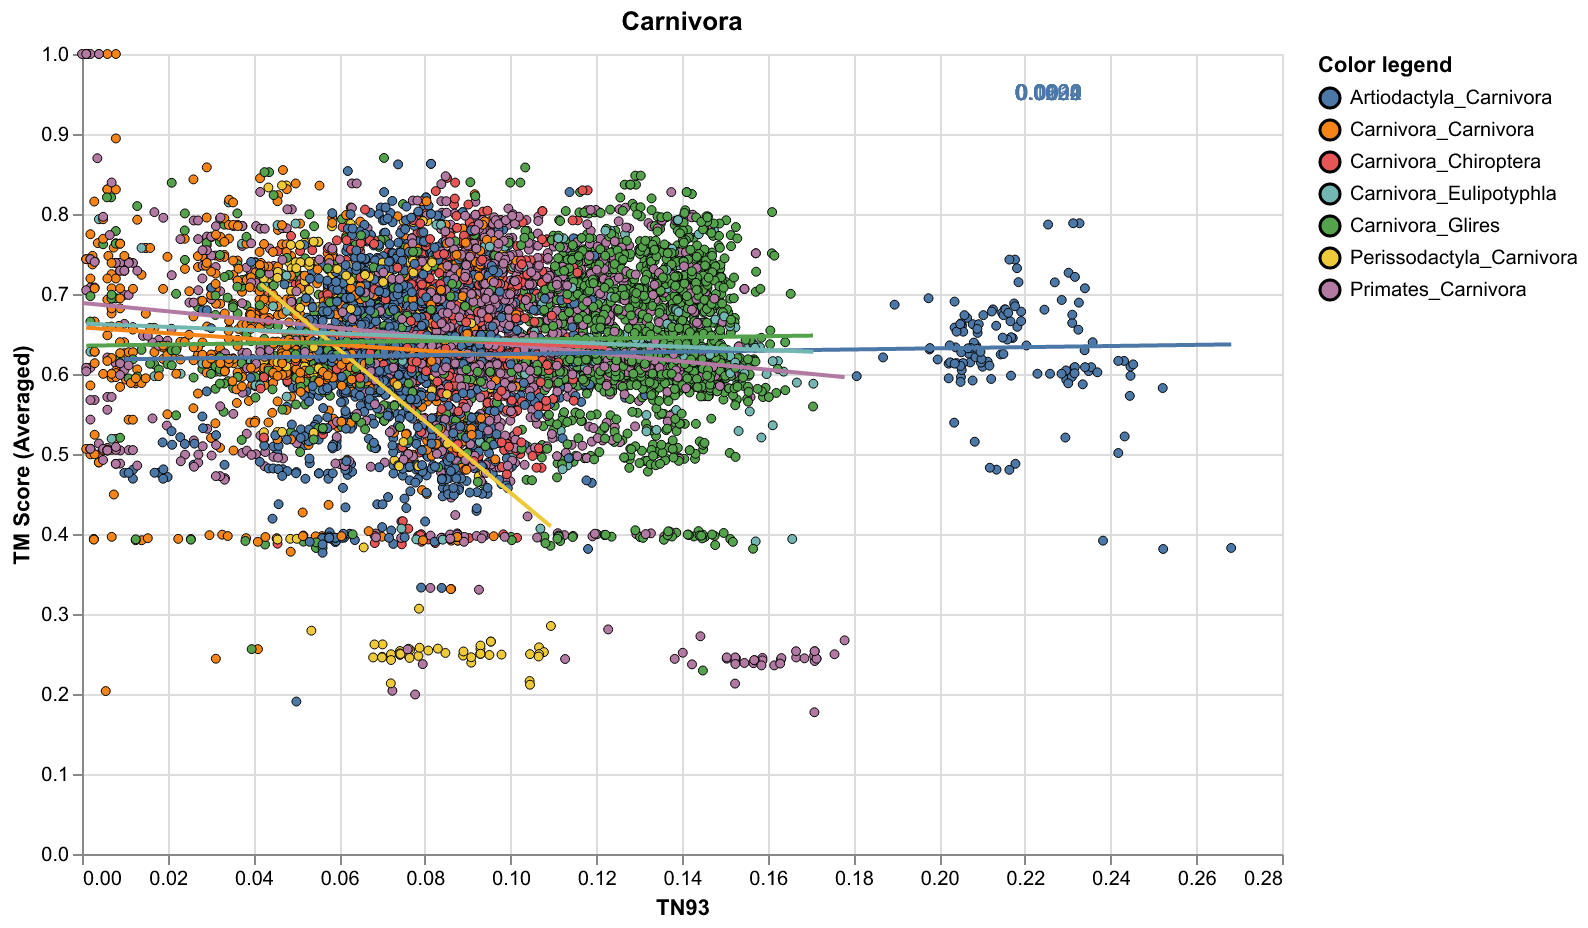 Carnivora
Color legend
Artiodactyla_Carnivora
Carnivora_Carnivora
Carnivora_Chiroptera
Carnivora_Eulipotyphla
Carnivora_Glires
Perissodactyla_Carnivora
Primates_Carnivora
TM Score (Averaged)
1.0
0.9
0.8
0.7
0.6
0.5
0.4
0.3
0.2
0.1
0.0
0.00 0.02 0.04 0.06 0.08 0.10 0.12 0.14 0.16 0.18 0.20 0.22 0.24 0.26 0.28
TN93